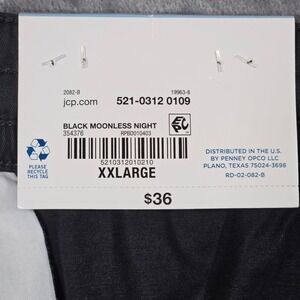 2082-B 19963-8
jcp.com 521-0312 0109
BLACK MOONLESS NIGHT
354376 RPBD010403
5210312010210
XXLARGE
PLEASE
RECYCLE
THIS TAG
DISTRIBUTED IN THE U.S.
BY PENNEY OPCO LLC
PLANO, TEXAS 75024-3698
RD-02-082-B
$36